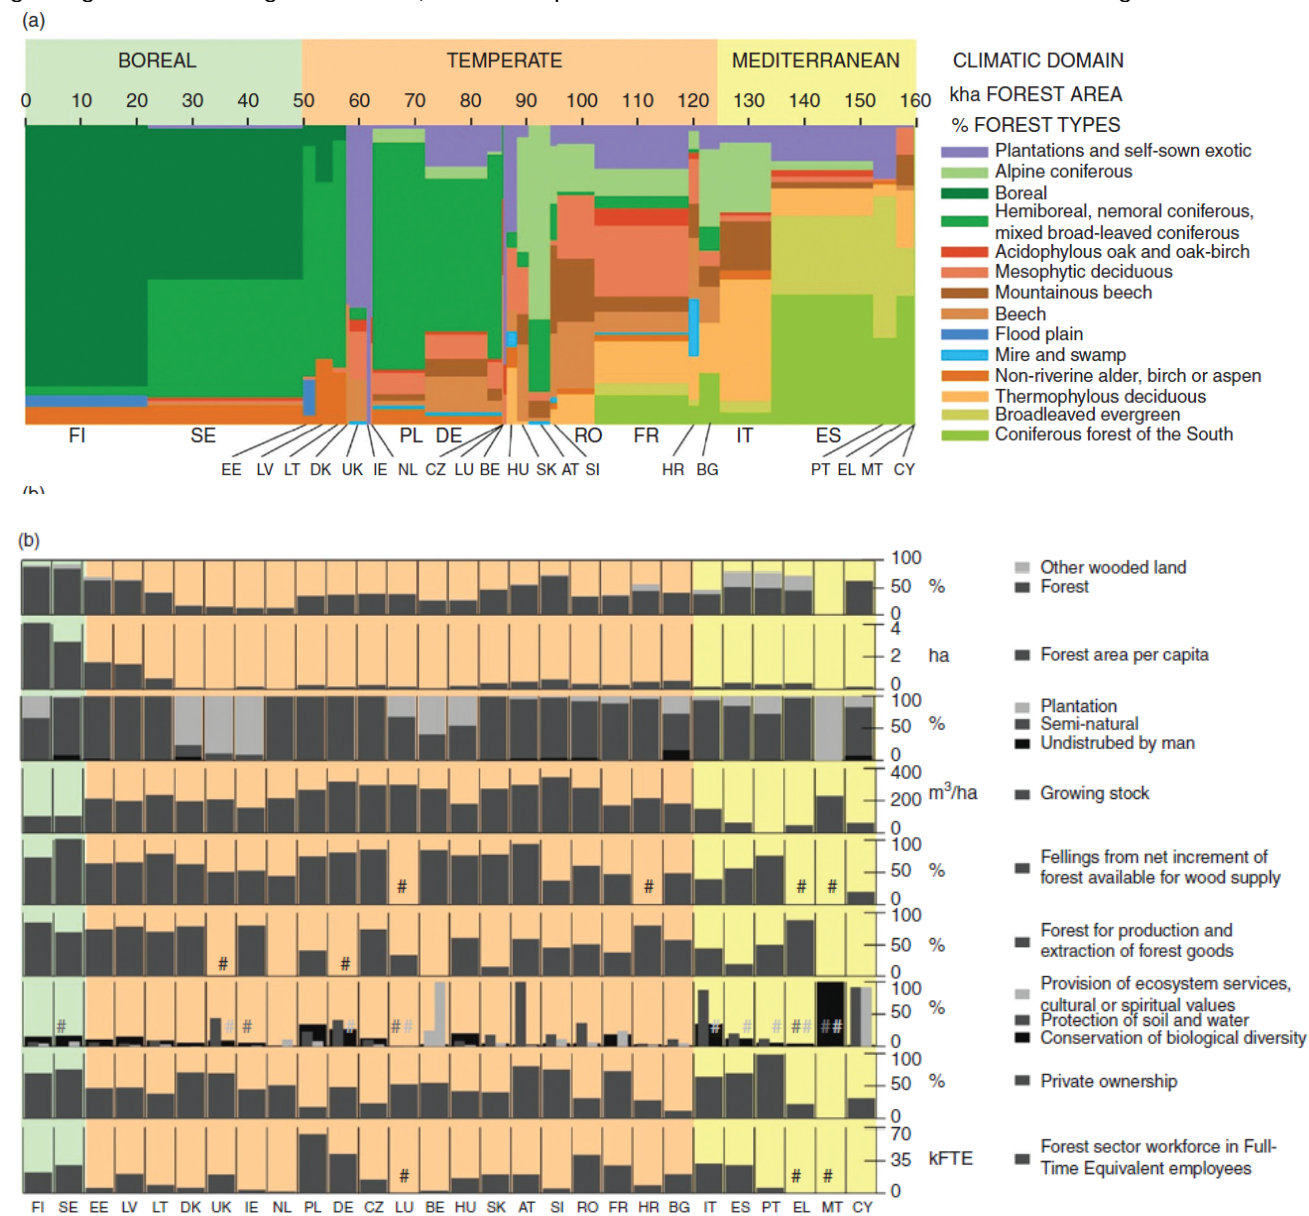 (a)
BOREAL TEMPERATE MEDITERRANEAN CLIMATIC DOMAIN
0 10 20 30 40 50 60 70 80 90 100 110 120 130 140 150 160 kha FOREST AREA
% FOREST TYPES
Plantations and self-sown exotic
Alpine coniferous
Boreal
Hemiboreal, nemoral coniferous,
mixed broad-leaved coniferous
Acidophylous oak and oak-birch
Mesophytic deciduous
Mountainous beech
Beech
Flood plain
Mire and swamp
Non-riverine alder, birch or aspen
Thermophylous deciduous
Broadleaved evergreen
Coniferous forest of the South
FI SE PL DE RO FR IT ES
EE LV LT DK UK IE NL CZ LU BE HU SK AT SI HR BG PT EL MT CY
(b)
100
50
0
%
Other wooded land
Forest
4
2
0
ha
Forest area per capita
100
50
0
%
Plantation
Semi-natural
Undistrubed by man
400
200
0
m³/ha
Growing stock
100
50
0
%
# # # #
Fellings from net increment of
forest available for wood supply
100
50
0
%
# #
Forest for production and
extraction of forest goods
100
50
0
%
# # # # # # # # # # # # #
Provision of ecosystem services,
cultural or spiritual values
Protection of soil and water
Conservation of biological diversity
100
50
0
%
Private ownership
70
35
0
kFTE
# # #
Forest sector workforce in Full-
Time Equivalent employees
FI SE EE LV LT DK UK IE NL PL DE CZ LU BE HU SK AT SI RO FR HR BG IT ES PT EL MT CY